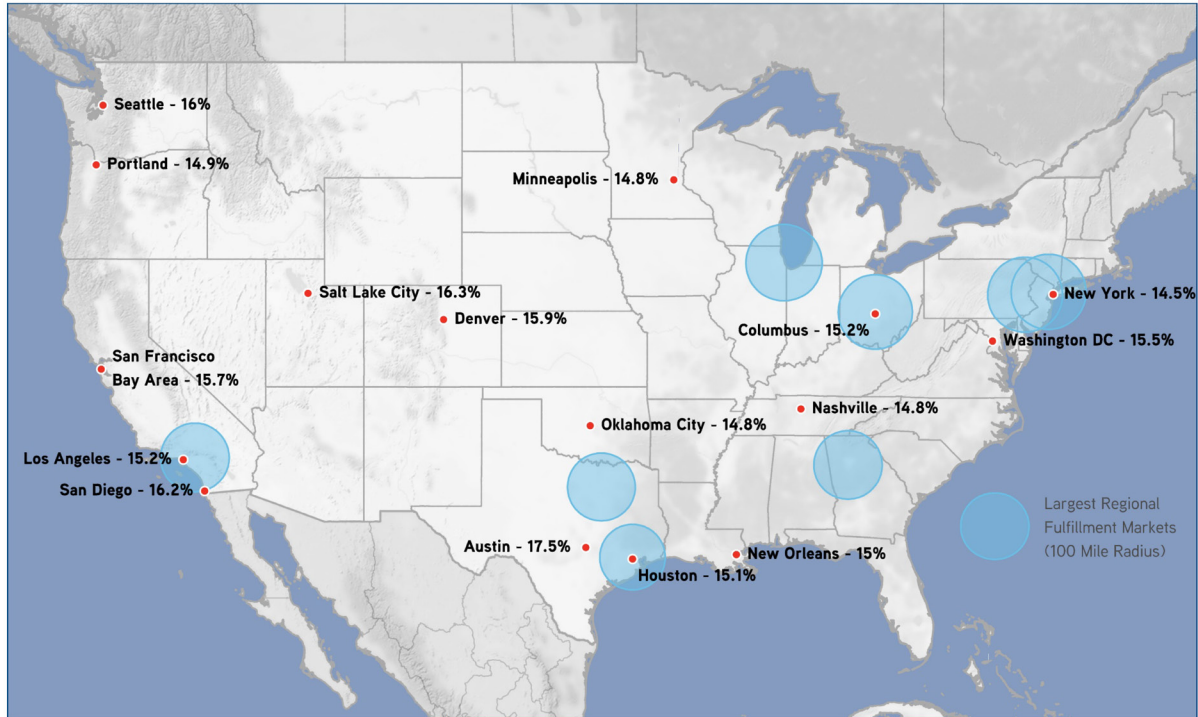 Seattle - 16%
Portland - 14.9%
Minneapolis - 14.8%
Salt Lake City - 16.3%
New York - 14.5%
Denver - 15.9%
Columbus - 15.2%
Washington DC - 15.5%
San Francisco
Bay Area - 15.7%
Nashville - 14.8%
Oklahoma City - 14.8%
Los Angeles - 15.2%
San Diego - 16.2%
Largest Regional
Fulfillment Markets
(100 Mile Radius)
Austin - 17.5%
New Orleans - 15%
Houston - 15.1%